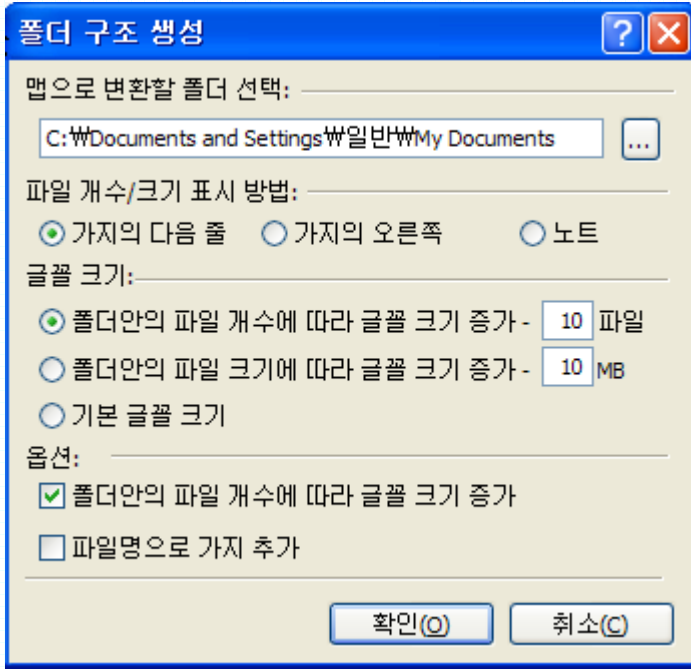 폴더 구조 생성
맵으로 변환할 폴더 선택:
C:₩Documents and Settings₩일반₩My Documents ...
파일 개수/크기 표시 방법:
가지의 다음 줄 가지의 오른쪽 노트
글꼴 크기:
폴더안의 파일 개수에 따라 글꼴 크기 증가 - 10 파일
폴더안의 파일 크기에 따라 글꼴 크기 증가 - 10 MB
기본 글꼴 크기
옵션:
폴더안의 파일 개수에 따라 글꼴 크기 증가
파일명으로 가지 추가
확인(O) 취소(C)